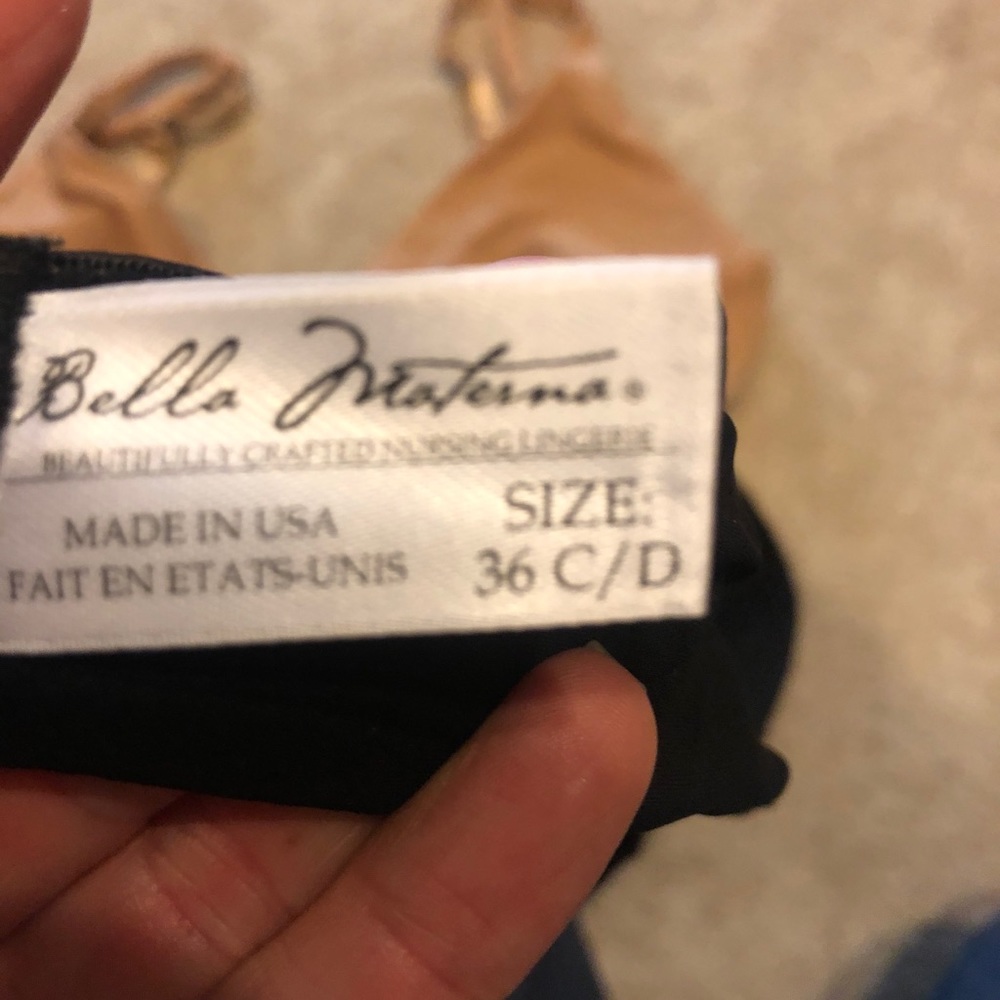 Bella Materna®
BEAUTIFULLY CRAFTED NURSING LINGERIE
MADE IN USA
FAIT EN ETATS-UNIS
SIZE:
36 C/D